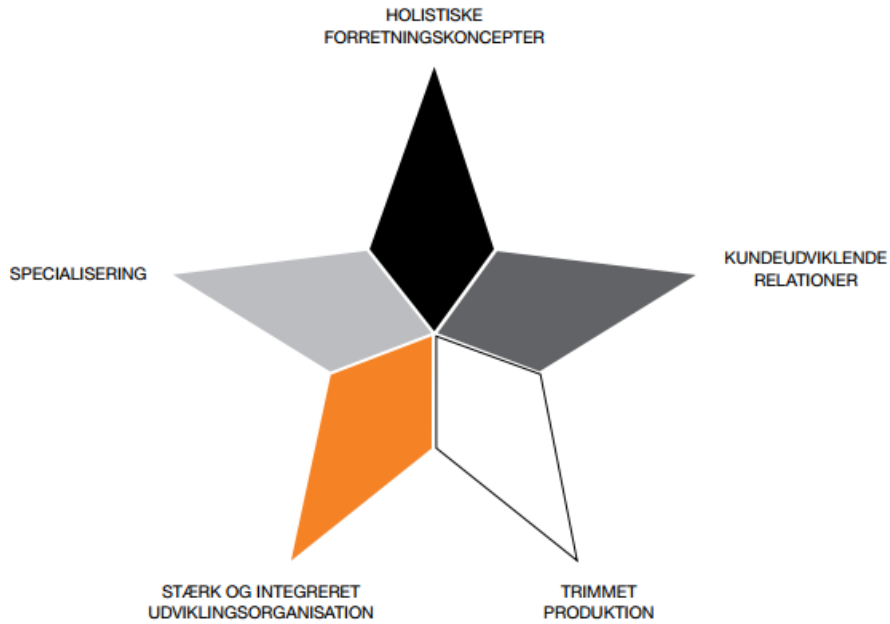 HOLISTISKE
FORRETNINGSKONCEPTER
SPECIALISERING
KUNDEUDVIKLENDE
RELATIONER
STÆRK OG INTEGRERET
UDVIKLINGSORGANISATION
TRIMMET
PRODUKTION